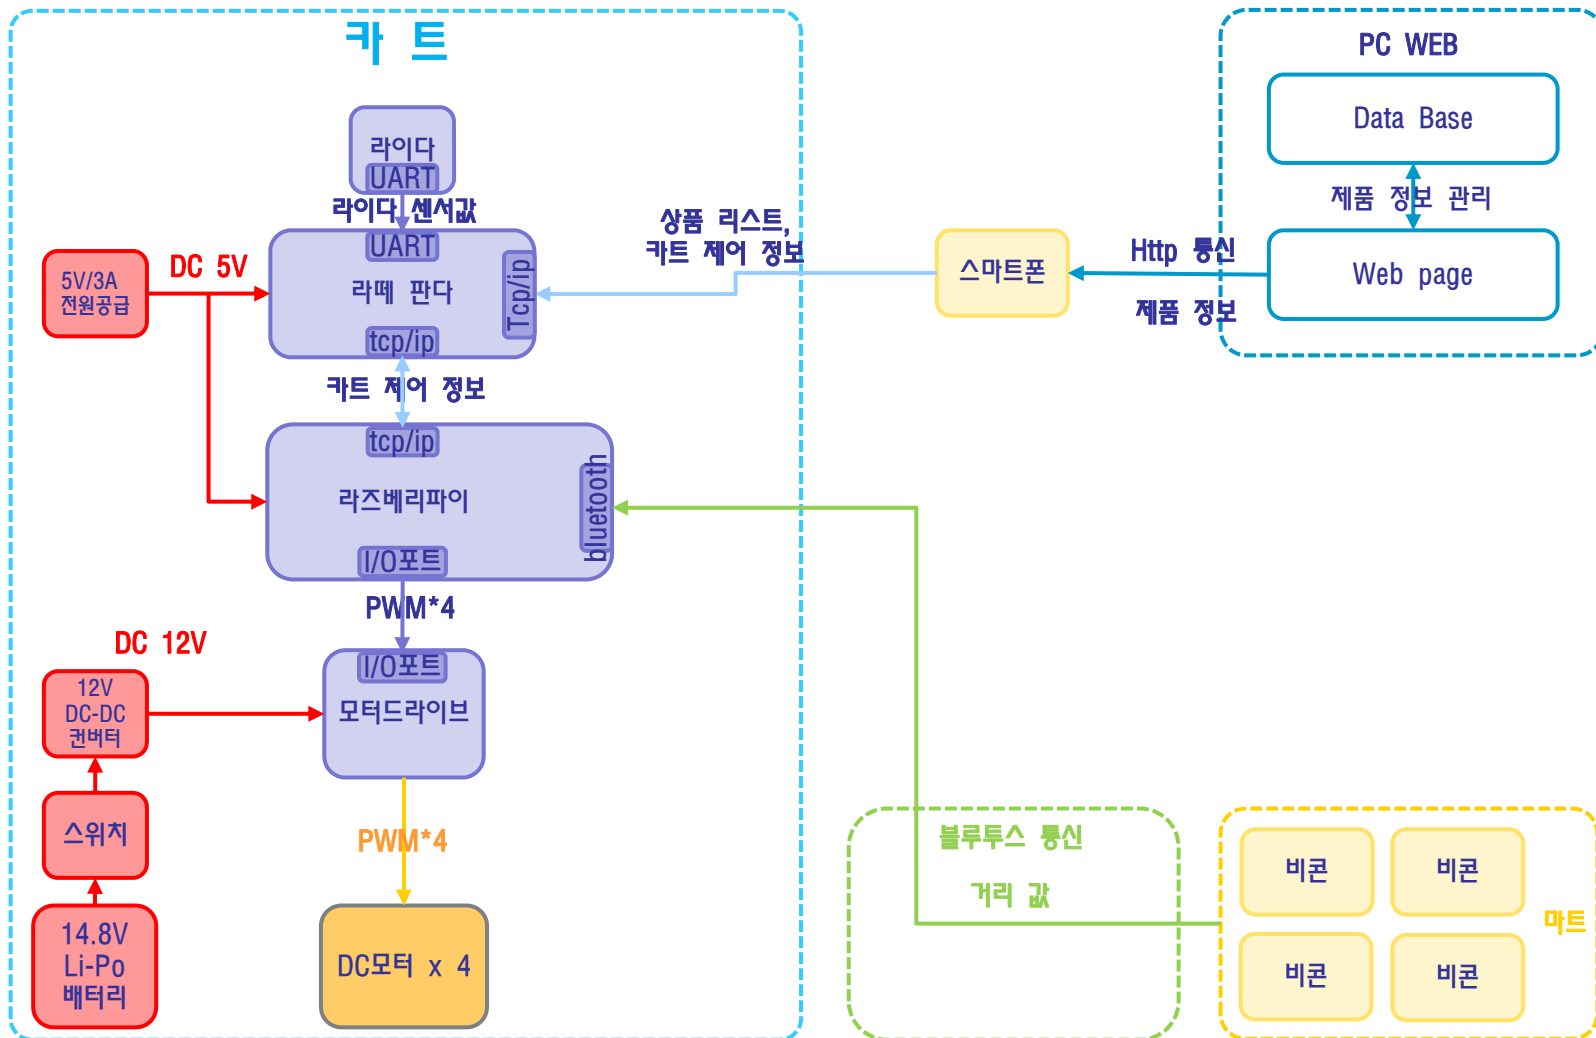 카 트
PC WEB
Data Base
제품 정보 관리
Web page
라이다
UART
라이다 센서값
UART
라떼 판다
Tcp/ip
tcp/ip
5V/3A
전원공급
DC 5V
상품 리스트,
카트 제어 정보
스마트폰
Http 통신
제품 정보
카트 제어 정보
tcp/ip
라즈베리파이
bluetooth
I/O포트
PWM*4
I/O포트
모터드라이브
DC 12V
12V
DC-DC
컨버터
스위치
14.8V
Li-Po
배터리
PWM*4
DC모터 x 4
블루투스 통신
거리 값
비콘
비콘
비콘
비콘
마트